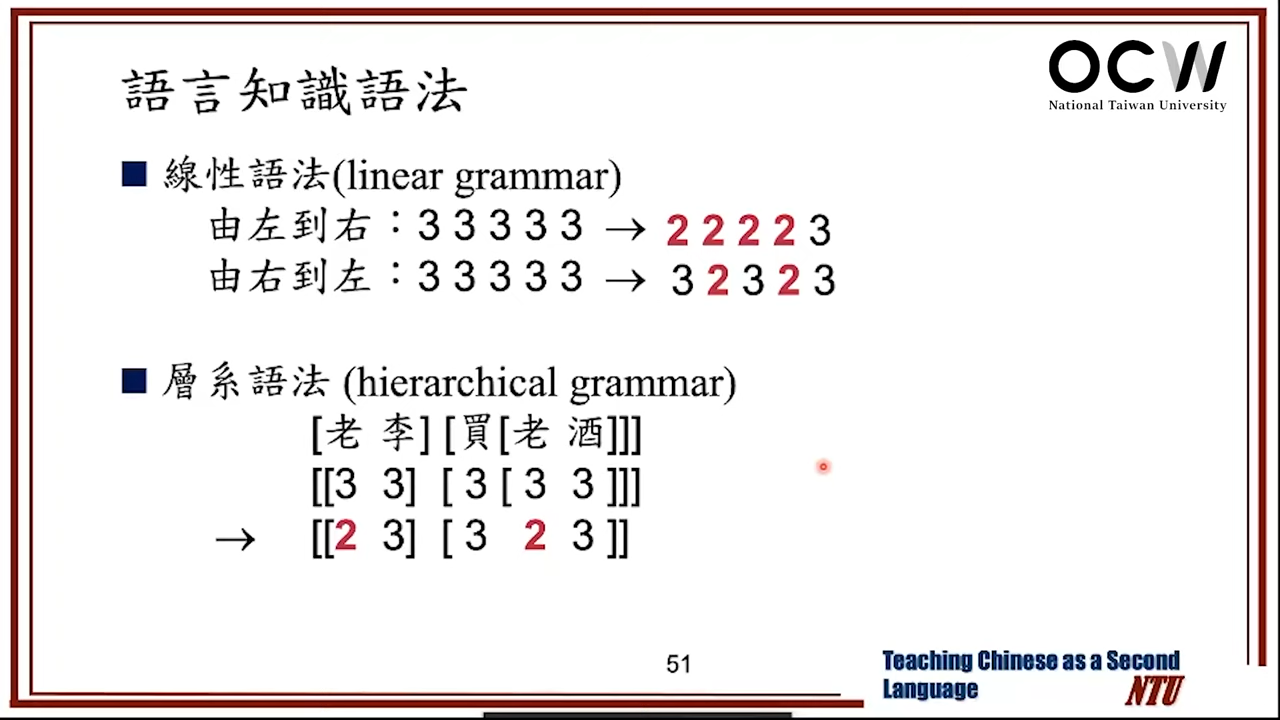 OCW
National Taiwan University
語言知識語法
線性語法(linear grammar)
由左到右：3 3 3 3 3 → 2 2 2 2 3
由右到左：3 3 3 3 3 → 3 2 3 2 3
層系語法 (hierarchical grammar)
[老 李] [買[老 酒]]]
[[3 3] [ 3 [ 3 3 ]]]
→ [[2 3] [ 3 2 3 ]]
51
Teaching Chinese as a Second
Language
NTU